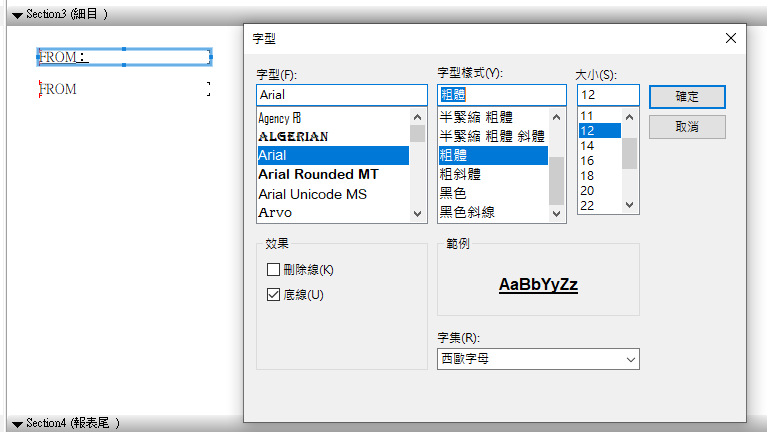 Section3 (細目 )
FROM：
FROM
字型
字型(F):
Arial
Agency FB
ALGERIAN
Arial
Arial Rounded MT
Arial Unicode MS
Arvo
字型樣式(Y):
粗體
半緊縮 粗體
半緊縮 粗體 斜體
粗體
粗斜體
黑色
黑色斜線
大小(S):
12
11
12
14
16
18
20
22
確定
取消
效果
刪除線(K)
底線(U)
範例
AaBbYyZz
字集(R):
西歐字母
Section4 (報表尾 )